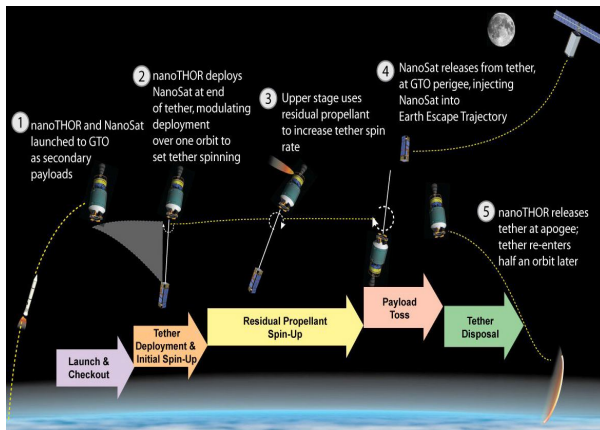 1 nanoTHOR and NanoSat
launched to GTO
as secondary
payloads
2 nanoTHOR deploys
NanoSat at end
of tether, modulating
deployment
over one orbit to
set tether spinning
3 Upper stage uses
residual propellant
to increase tether spin
rate
4 NanoSat releases from tether,
at GTO perigee, injecting
NanoSat into
Earth Escape Trajectory
5 nanoTHOR releases
tether at apogee;
tether re-enters
half an orbit later
Launch &
Checkout
Tether
Deployment &
Initial Spin-Up
Residual Propellant
Spin-Up
Payload
Toss
Tether
Disposal